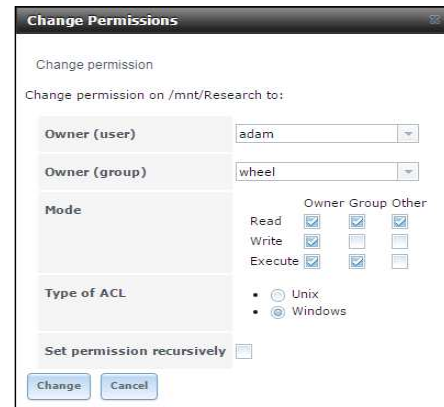 Change Permissions
Change permission
Change permission on /mnt/Research to:
Owner (user) adam
Owner (group) wheel
Mode Owner Group Other
Read
Write
Execute
Type of ACL • Unix
• Windows
Set permission recursively
Change Cancel